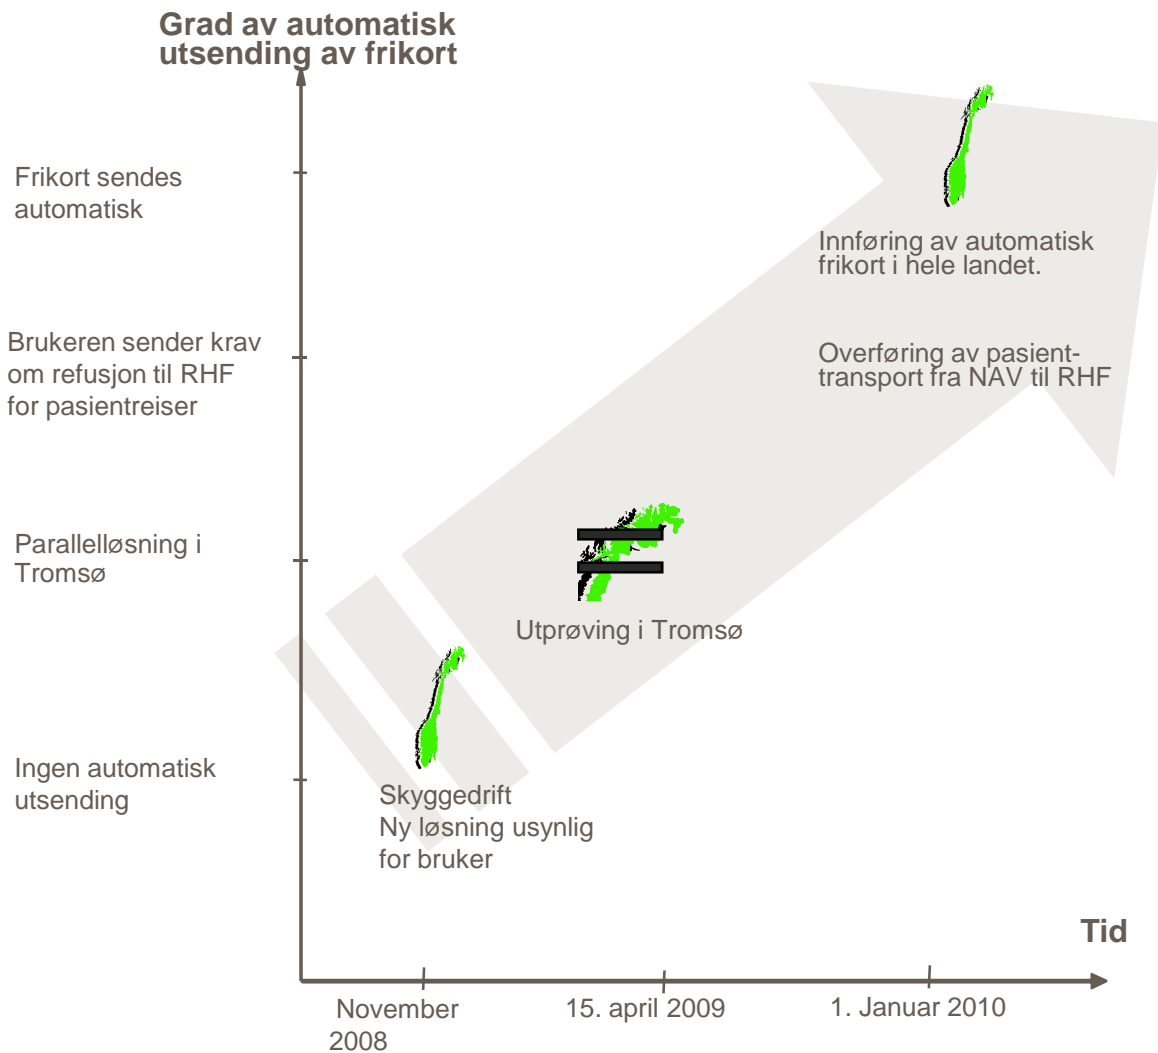 Grad av automatisk
utsending av frikort
Frikort sendes
automatisk
Innføring av automatisk
frikort i hele landet.
Brukeren sender krav
om refusjon til RHF
for pasientreiser
Overføring av pasient-
transport fra NAV til RHF
Parallelløsning i
Tromsø
Utprøving i Tromsø
Ingen automatisk
utsending
Skyggedrift
Ny løsning usynlig
for bruker
Tid
November
2008
15. april 2009
1. Januar 2010